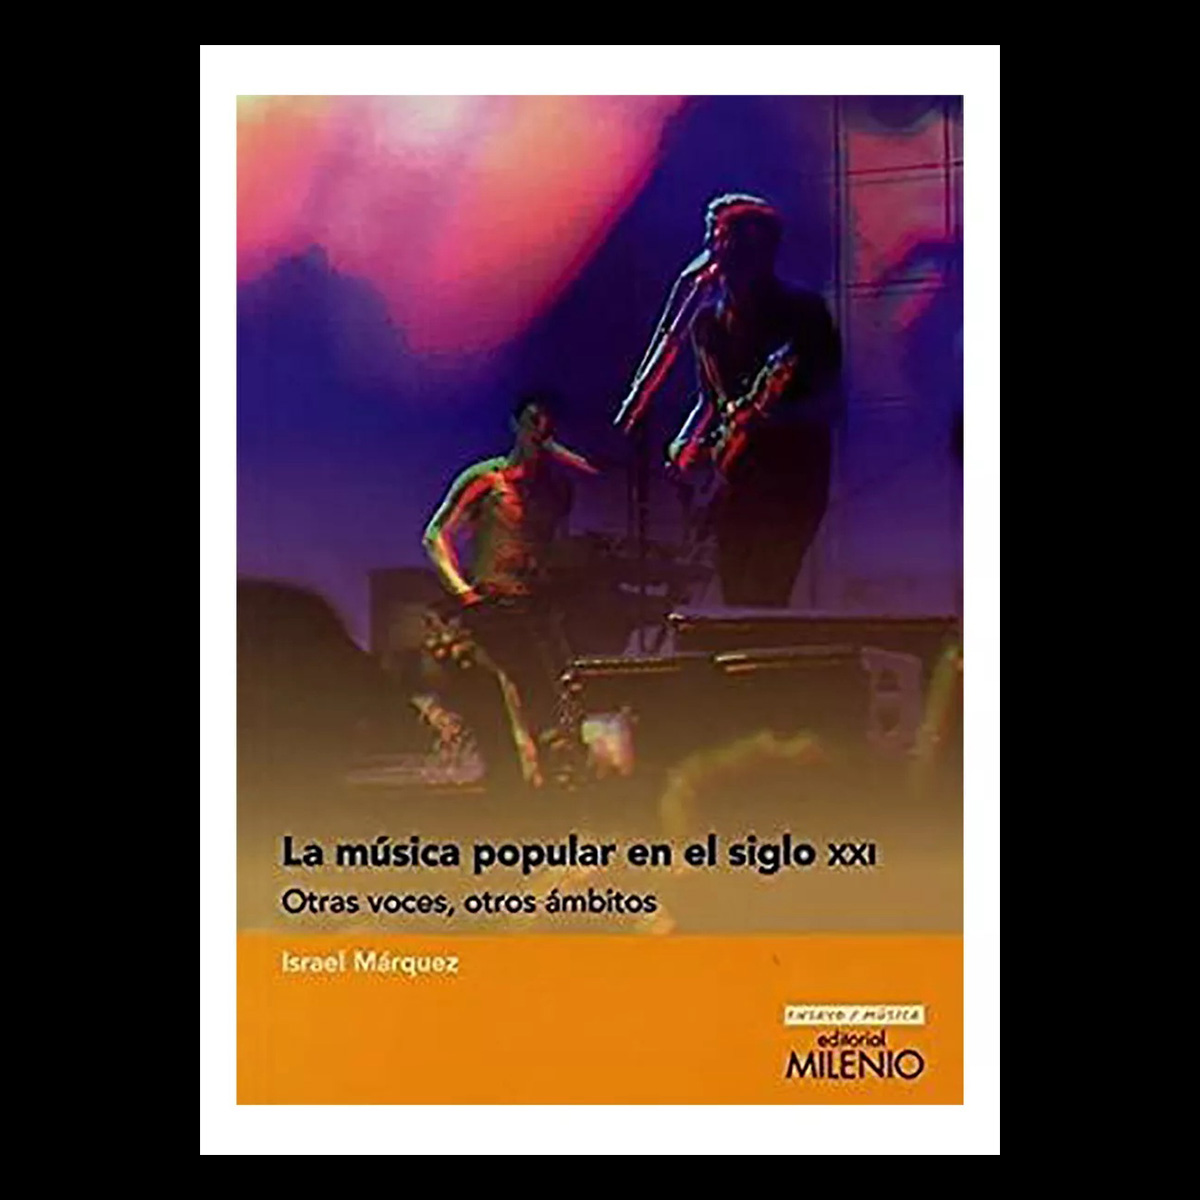 La música popular en el siglo XXI
Otras voces, otros ámbitos
Israel Márquez
ENSAYO / MÚSICA
editorial
MILENIO